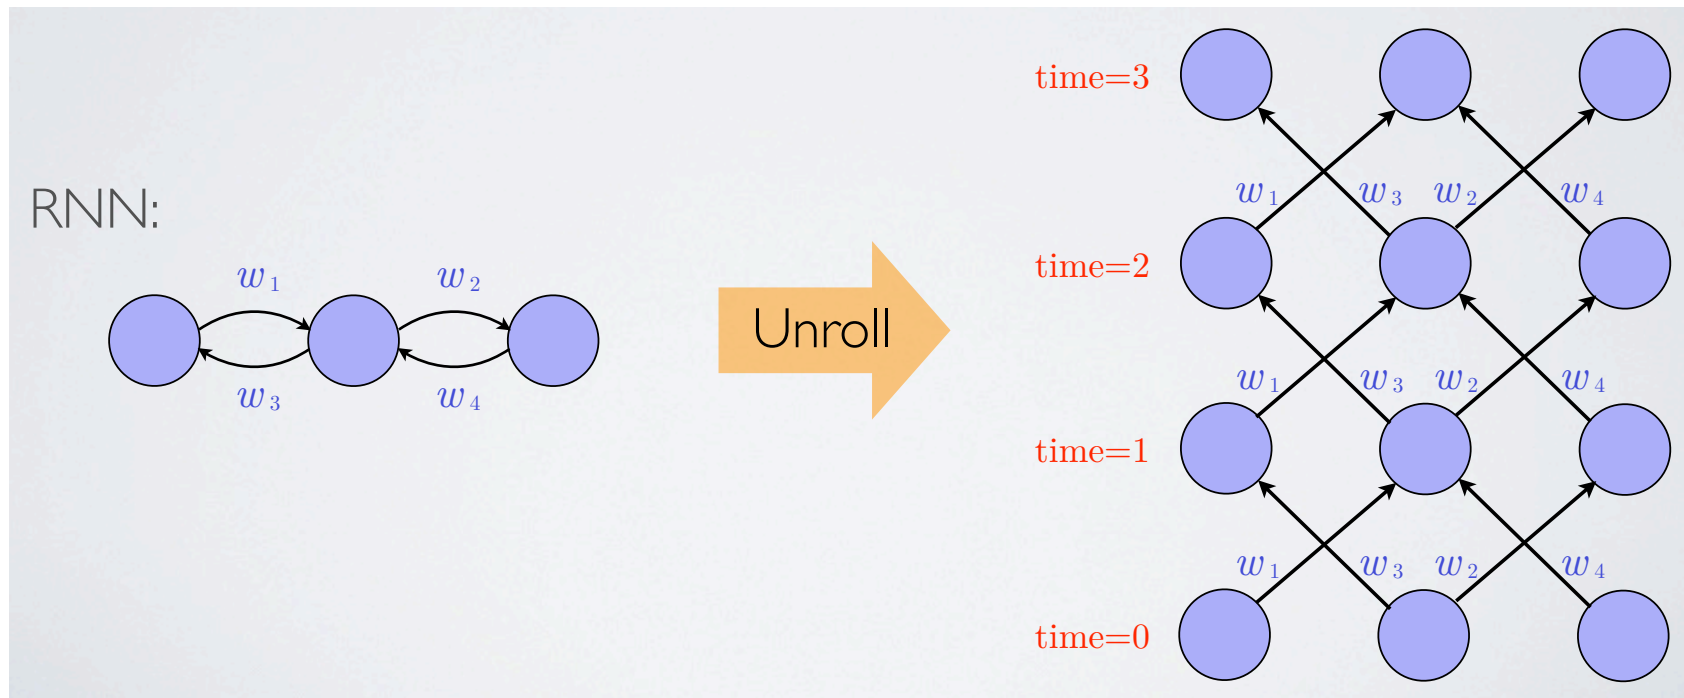 RNN:
w1 w2
w3 w4
Unroll
time=3
w1 w3 w2 w4
time=2
w1 w3 w2 w4
time=1
w1 w3 w2 w4
time=0